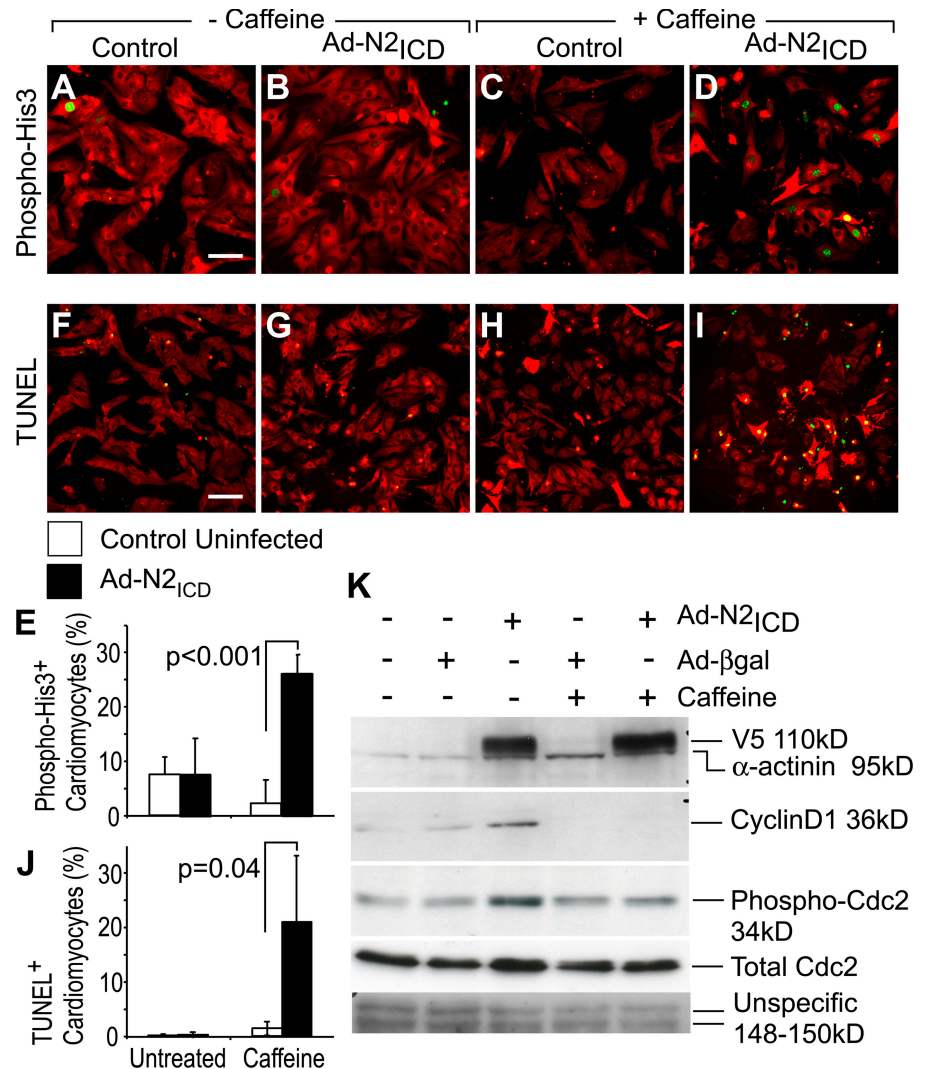 - Caffeine + Caffeine
Control Ad-N2ICD Control Ad-N2ICD
Phospho-His3
A B C D
TUNEL
F G H I
Control Uninfected
Ad-N2ICD
E
Phospho-His3+
Cardiomyocytes (%)
30
20
10
0
p<0.001
J
TUNEL+
Cardiomyocytes (%)
30
20
10
0
p=0.04
Untreated Caffeine
K
- - + - + Ad-N2ICD
- + - + - Ad-βgal
- - - + + Caffeine
V5 110kD
α-actinin 95kD
CyclinD1 36kD
Phospho-Cdc2
34kD
Total Cdc2
Unspecific
148-150kD